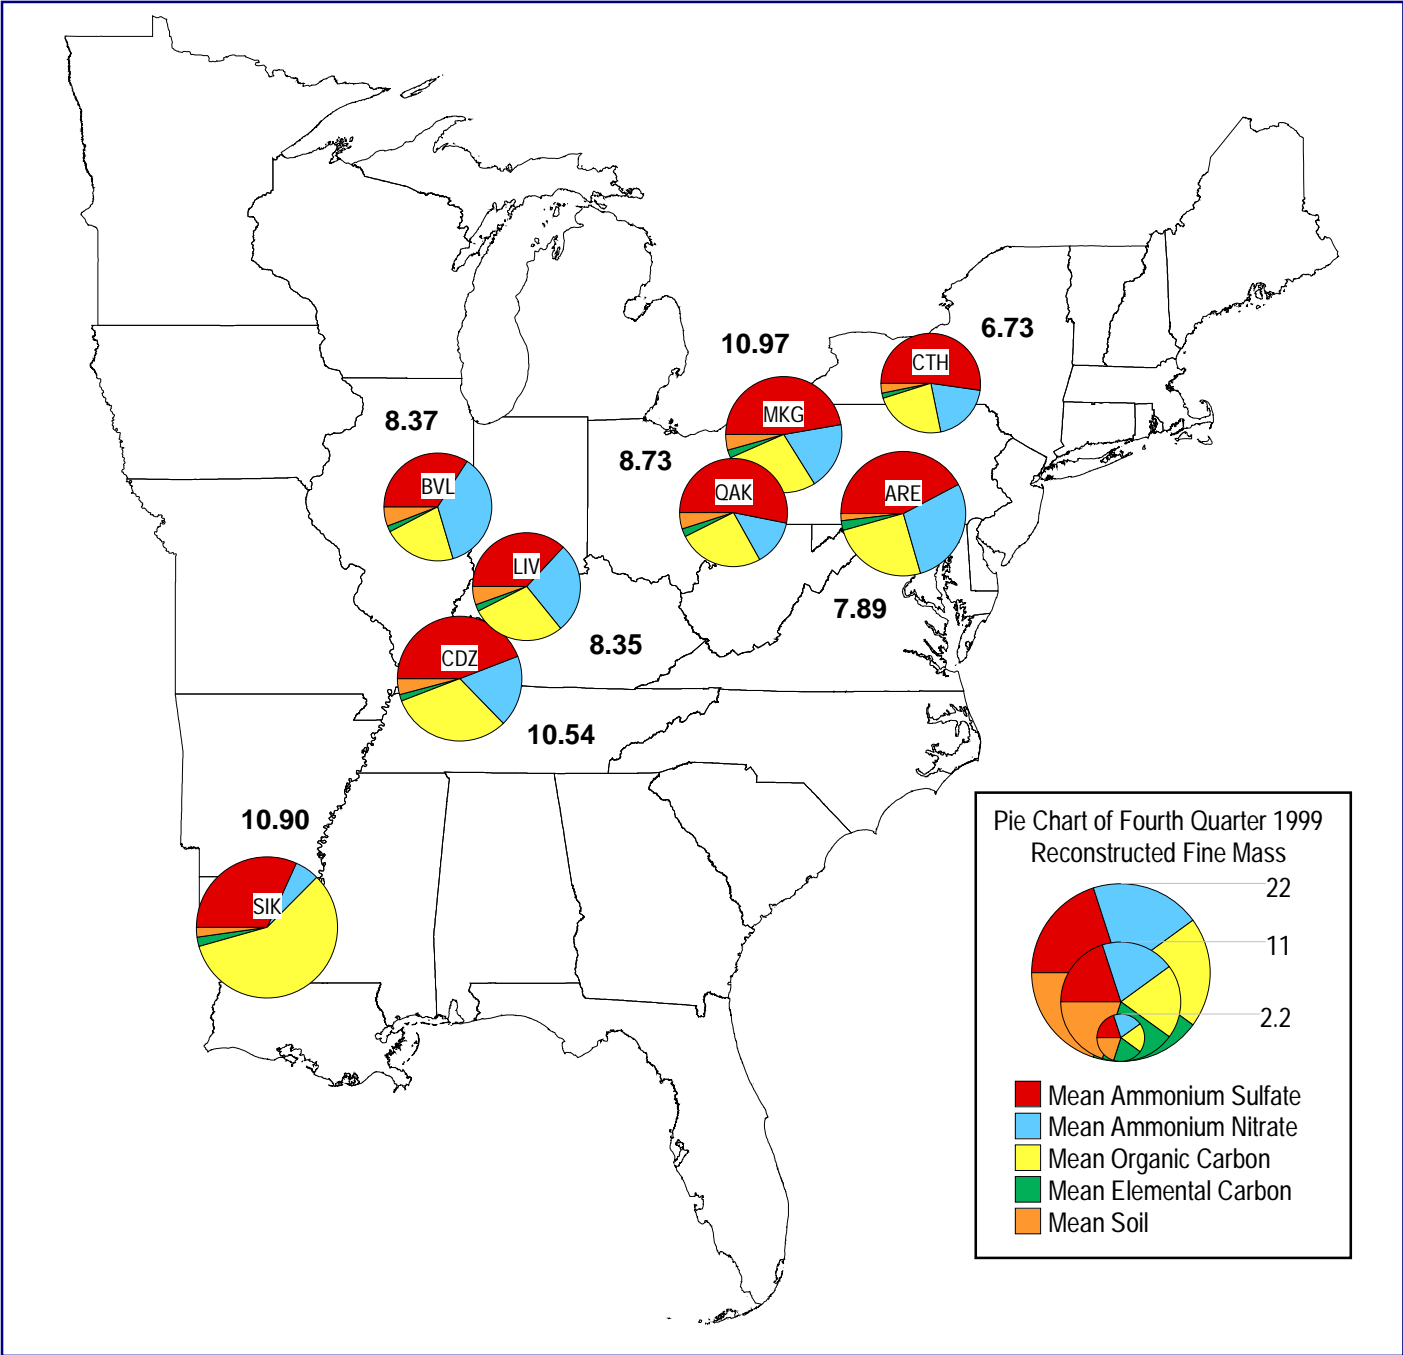 6.73
10.97
CTH
MKG
8.37
8.73
BVL
QAK
ARE
LIV
7.89
8.35
CDZ
10.54
10.90
SIK
Pie Chart of Fourth Quarter 1999
Reconstructed Fine Mass
22
11
2.2
Mean Ammonium Sulfate
Mean Ammonium Nitrate
Mean Organic Carbon
Mean Elemental Carbon
Mean Soil